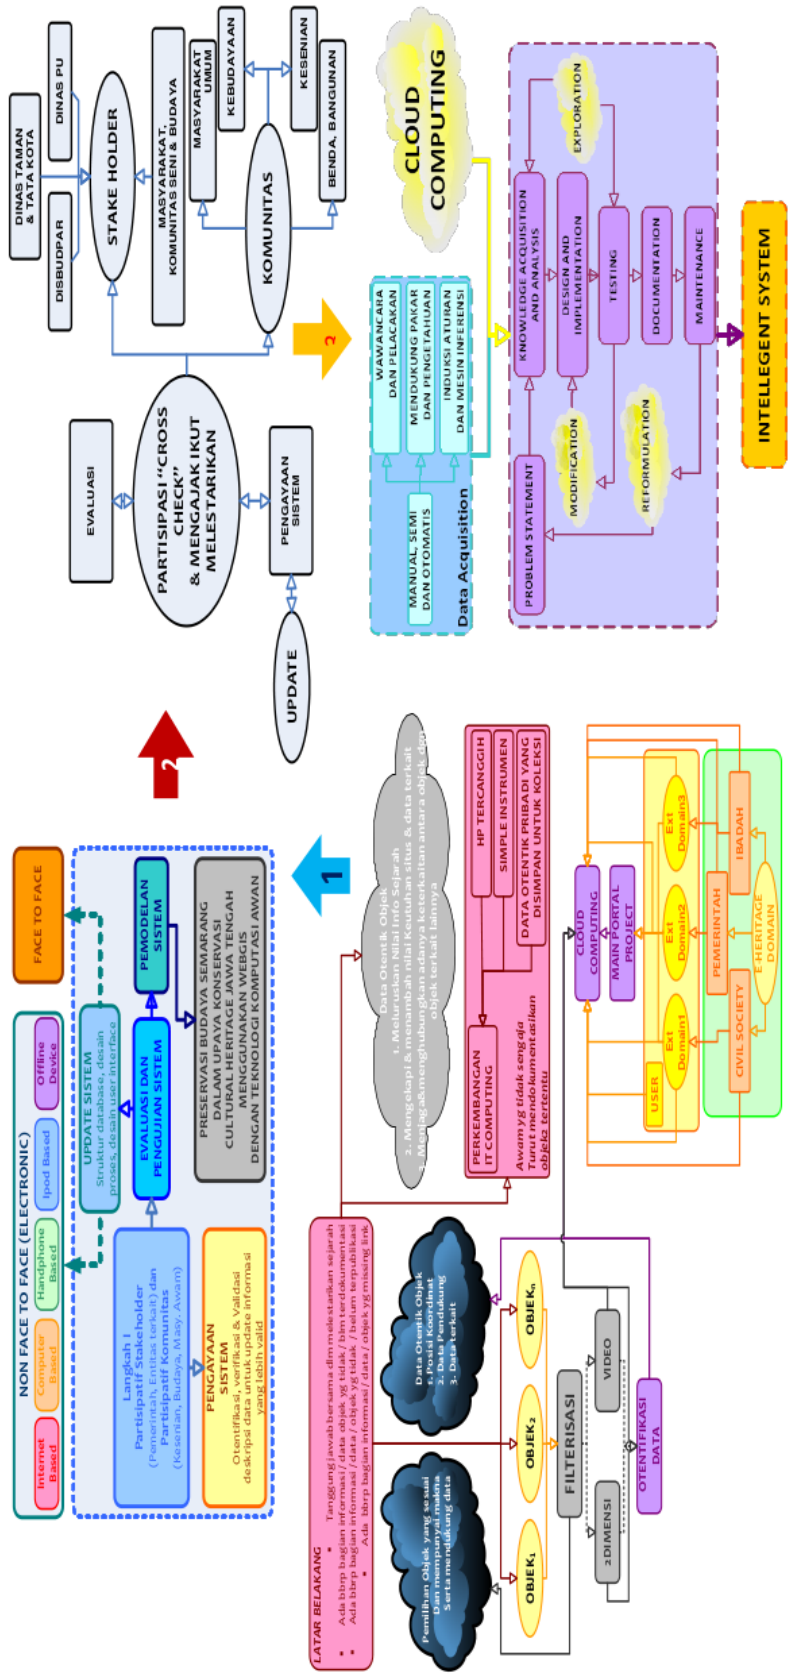 NON FACE TO FACE (ELECTRONIC)
Internet
Based
Computer
Based
Handphone
Based
Ipod Based
Offline
Device
FACE TO FACE
UPDATE SISTEM
Struktur database, desain
proses, desain user interface
Langkah I
Partisipatif Stakeholder
(Pemerintah, Entitas terkait) dan
Partisipatif Komunitas
(Kesenian, Budaya, Masy. Awam)
EVALUASI DAN
PENGUJIAN SISTEM
PEMODELAN
SISTEM
PENGAYAAN
SISTEM
Otentifikasi, verifikasi & Validasi
deskripsi data untuk update informasi
yang lebih valid
PRESERVASI BUDAYA SEMARANG
DALAM UPAYA KONSERVASI
CULTURAL HERITAGE JAWA TENGAH
MENGGUNAKAN WEBGIS
DENGAN TEKNOLOGI KOMPUTASI AWAN
1
2
EVALUASI
PARTISIPASI "CROSS
CHECK"
& MENGAJAK IKUT
MELESTARIKAN
PENGAYAAN
SISTEM
UPDATE
DINAS TAMAN
& TATA KOTA
DISBUDPAR
DINAS PU
STAKE HOLDER
MASYARAKAT,
KOMUNITAS SENI & BUDAYA
MASYARAKAT
UMUM
KEBUDAYAAN
KOMUNITAS
KESENIAN
BENDA, BANGUNAN
LATAR BELAKANG
• Tanggung jawab bersama dlm melestarikan sejarah
• Ada bbrp bagian informasi/ data objek yg tidak / blm terdokumentasi
• Ada bbrp bagian informasi / data / objek yg tidak / belum terpublikasi
• Ada bbrp bagian informasi / data / objek yg missing link
Data Otentik Objek
1. Meluruskan Nilai Info Sejarah
2. Mengekapi & menambah nilai Keutuhan situs & data terkait
3. Menjaga&menghubungkan adanya keterkaitan antara objek dgn
objek terkait lainnya
Pemilihan Objek yang sesuai
Dan mempunyai makna
Serta mendukung data
Data Otentik Objek
1. Posisi Koordinat
2. Data Pendukung
3- Data terkait
PERKEMBANGAN
IT COMPUTING
HP TERCANGGIH
SIMPLE INSTRUMEN
DATA OTENTIK PRIBADI YANG
DISIMPAN UNTUK KOLEKSI
Awam yg tidak sengaja
Turut mendokumentasikan
objek2 tertentu
OBJEK1
OBJEK2
OBJEKn
FILTERISASI
2DIMENSI
VIDEO
OTENTIFIKASI
DATA
CLOUD
COMPUTING
MAIN PORTAL
PROJECT
USER
Ext
Domain1
Ext
Domain2
Ext
Domain3
CIVIL SOCIETY
PEMERINTAH
IBADAH
E-HERITAGE
DOMAIN
MANUAL, SEMI
DAN OTOMATIS
WAWANCARA
DAN PELACAKAN
MENDUKUNG PAKAR
DAN PENGETAHUAN
INDUKSI ATURAN
DAN MESIN INFERENSI
Data Acquisition
CLOUD
COMPUTING
PROBLEM STATEMENT
KNOWLEDGE ACQUISITION
AND ANALYSIS
EXPLORATION
MODIFICATION
DESIGN AND
IMPLEMENTATION
TESTING
REFORMULATION
DOCUMENTATION
MAINTENANCE
INTELLEGENT SYSTEM